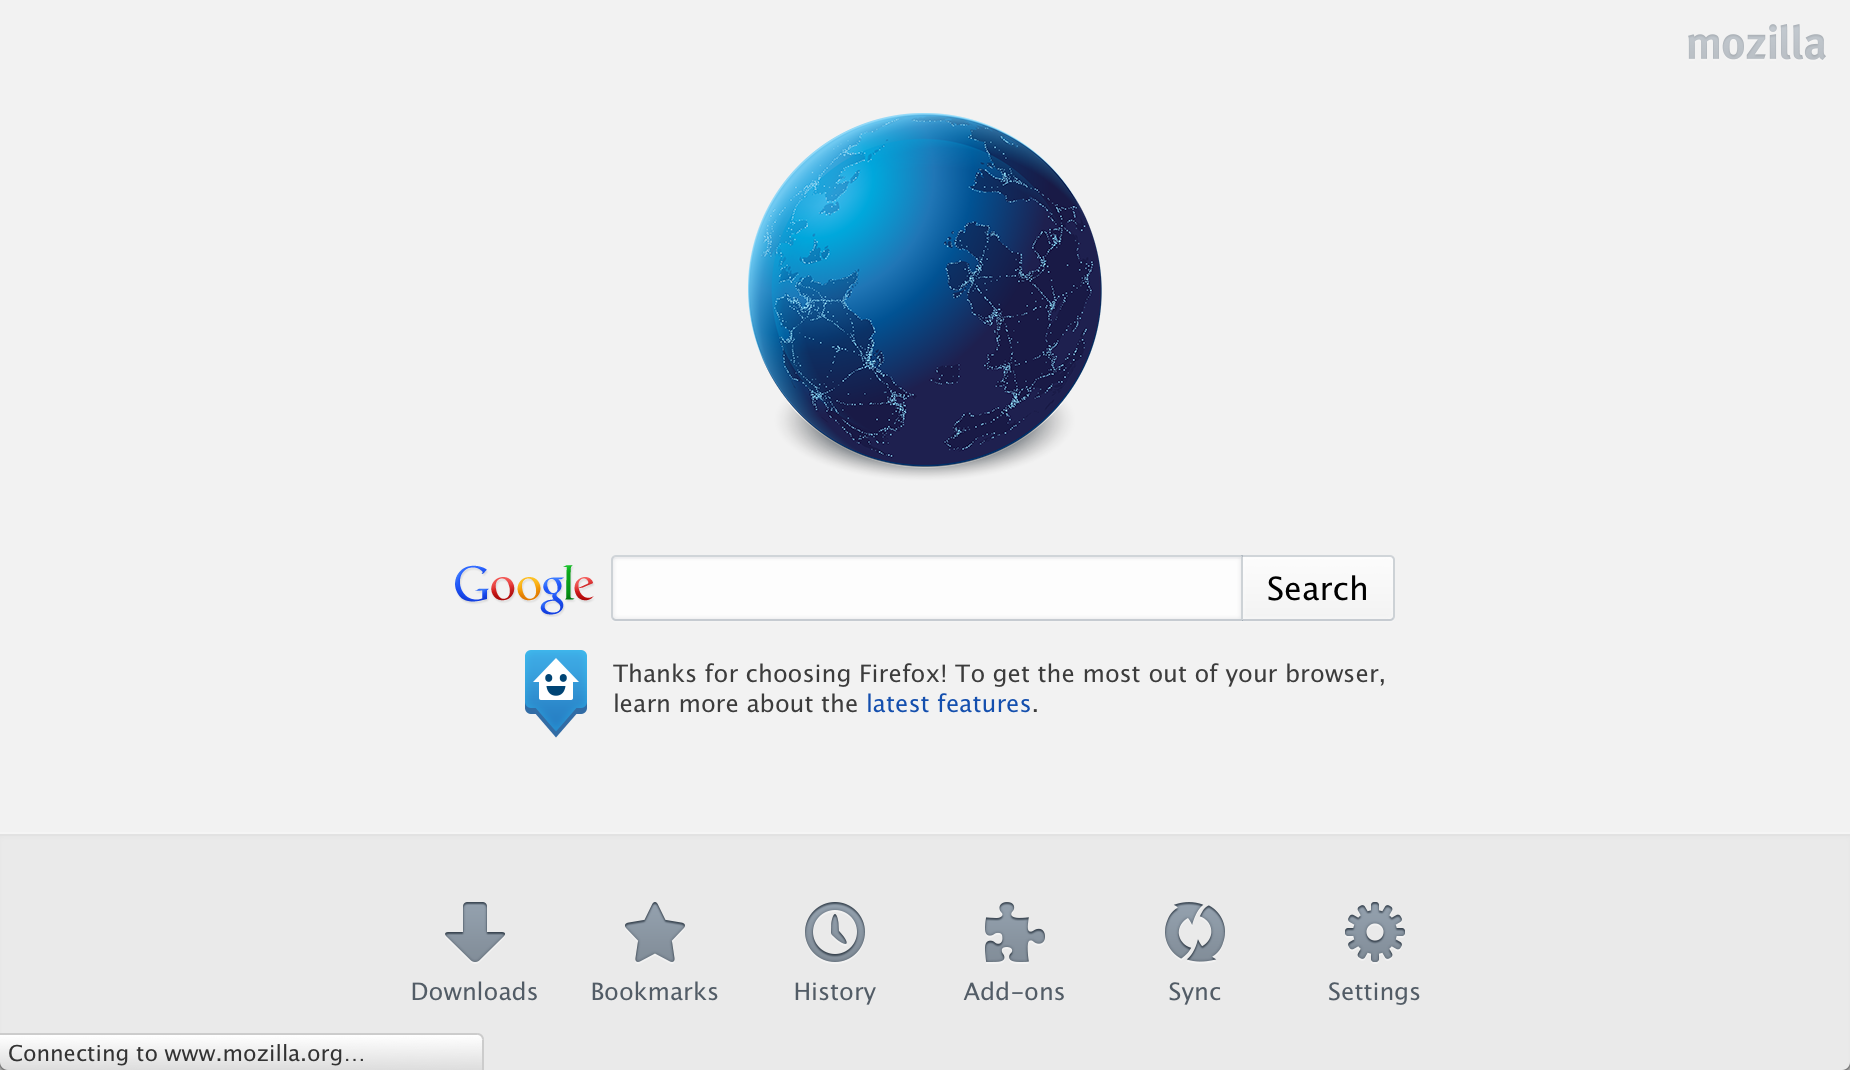 mozilla
Google
Search
Thanks for choosing Firefox! To get the most out of your browser,
learn more about the latest features.
Downloads
Bookmarks
History
Add-ons
Sync
Settings
Connecting to www.mozilla.org…